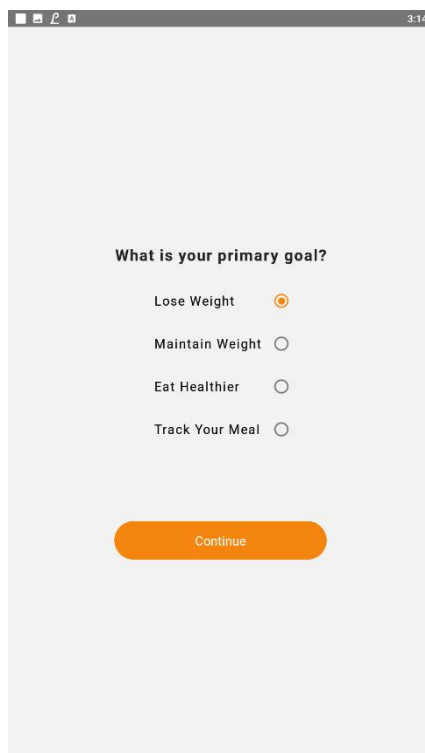 3:14
What is your primary goal?
Lose Weight
Maintain Weight
Eat Healthier
Track Your Meal
Continue